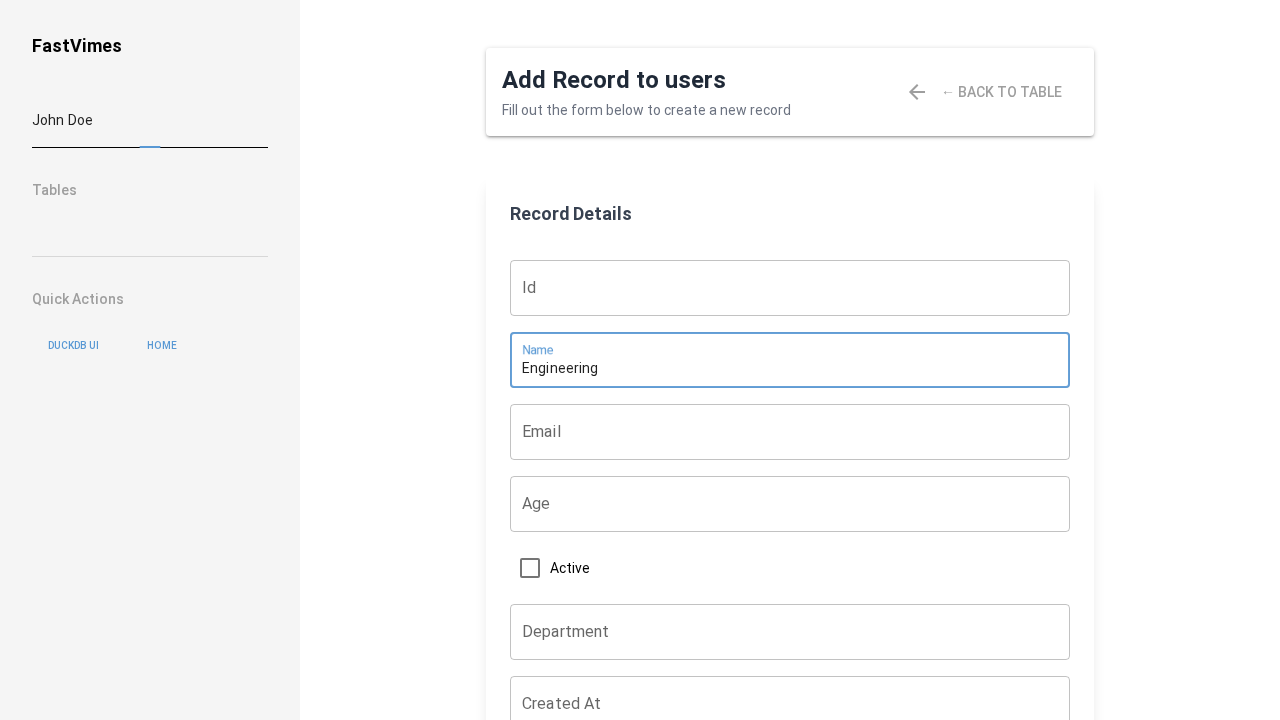 FastVimes
John Doe
Tables
Quick Actions
DUCKDB UI
HOME
Add Record to users
Fill out the form below to create a new record
← BACK TO TABLE
Record Details
Id
Name
Engineering
Email
Age
Active
Department
Created At